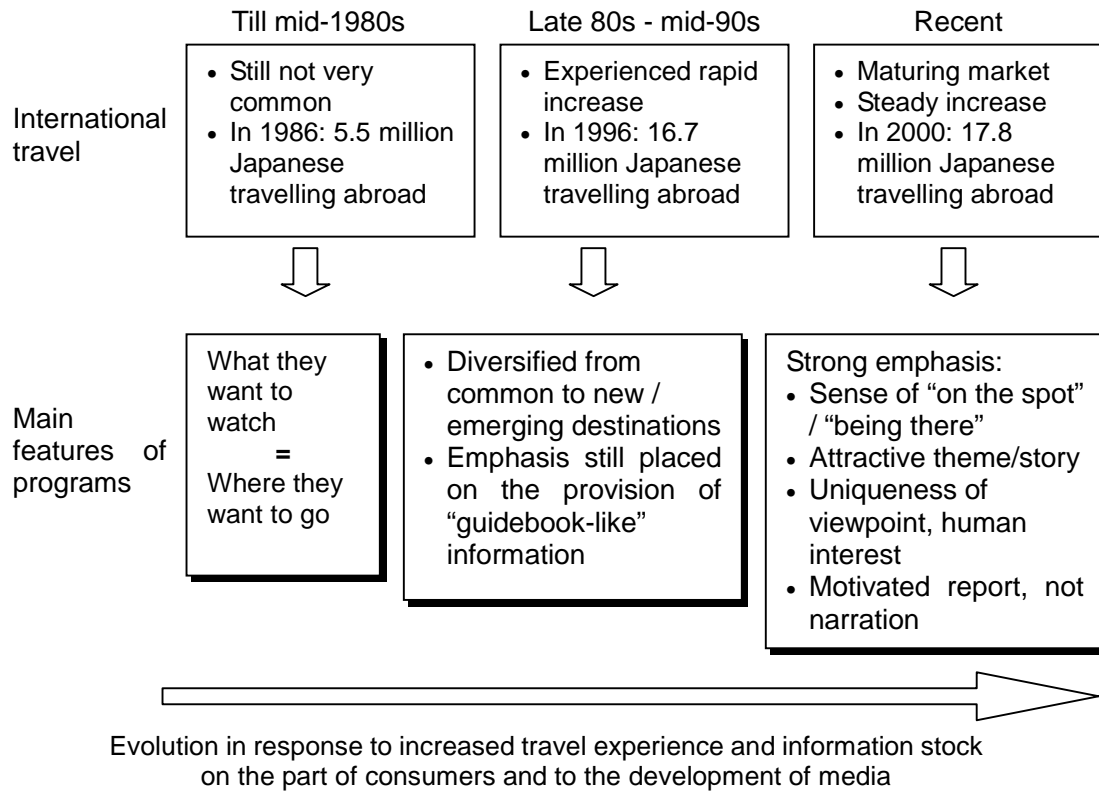 Till mid-1980s
Late 80s - mid-90s
Recent
International
travel
• Still not very
common
• In 1986: 5.5 million
Japanese
travelling abroad
• Experienced rapid
increase
• In 1996: 16.7
million Japanese
travelling abroad
• Maturing market
• Steady increase
• In 2000: 17.8
million Japanese
travelling abroad
Main
features of
programs
What they
want to
watch
=
Where they
want to go
• Diversified from
common to new /
emerging destinations
• Emphasis still placed
on the provision of
“guidebook-like”
information
Strong emphasis:
• Sense of “on the spot”
/ “being there”
• Attractive theme/story
• Uniqueness of
viewpoint, human
interest
• Motivated report, not
narration
Evolution in response to increased travel experience and information stock
on the part of consumers and to the development of media